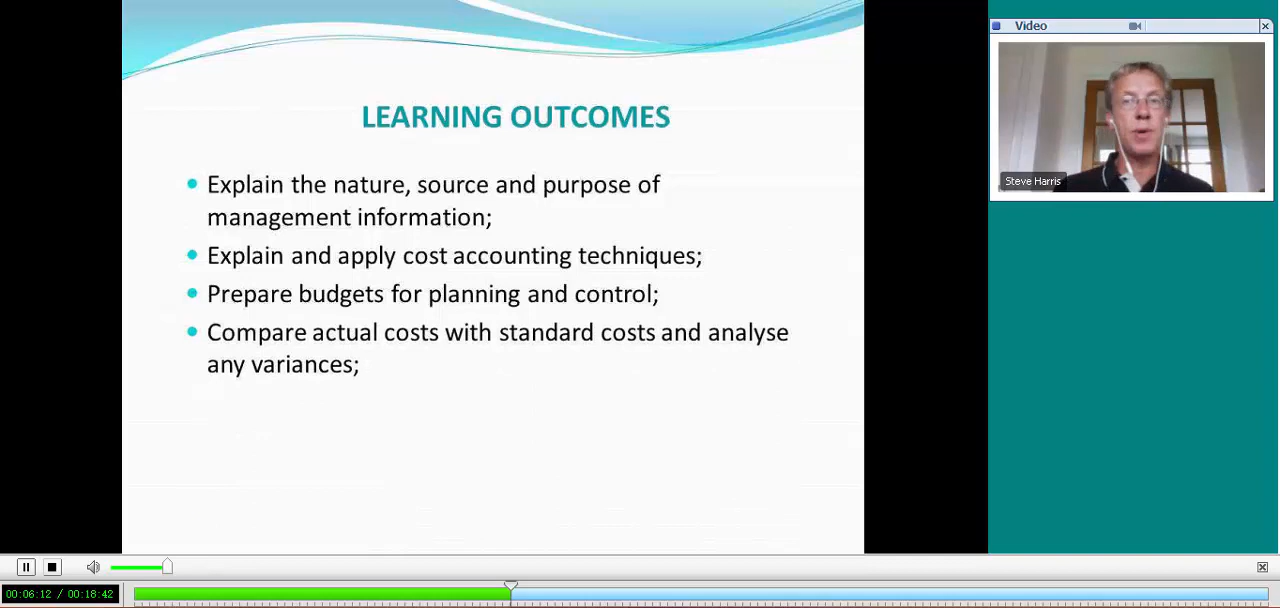 LEARNING OUTCOMES
Explain the nature, source and purpose of
management information;
Explain and apply cost accounting techniques;
Prepare budgets for planning and control;
Compare actual costs with standard costs and analyse
any variances;
Video
Steve Harris
00:06:12 / 00:18:42